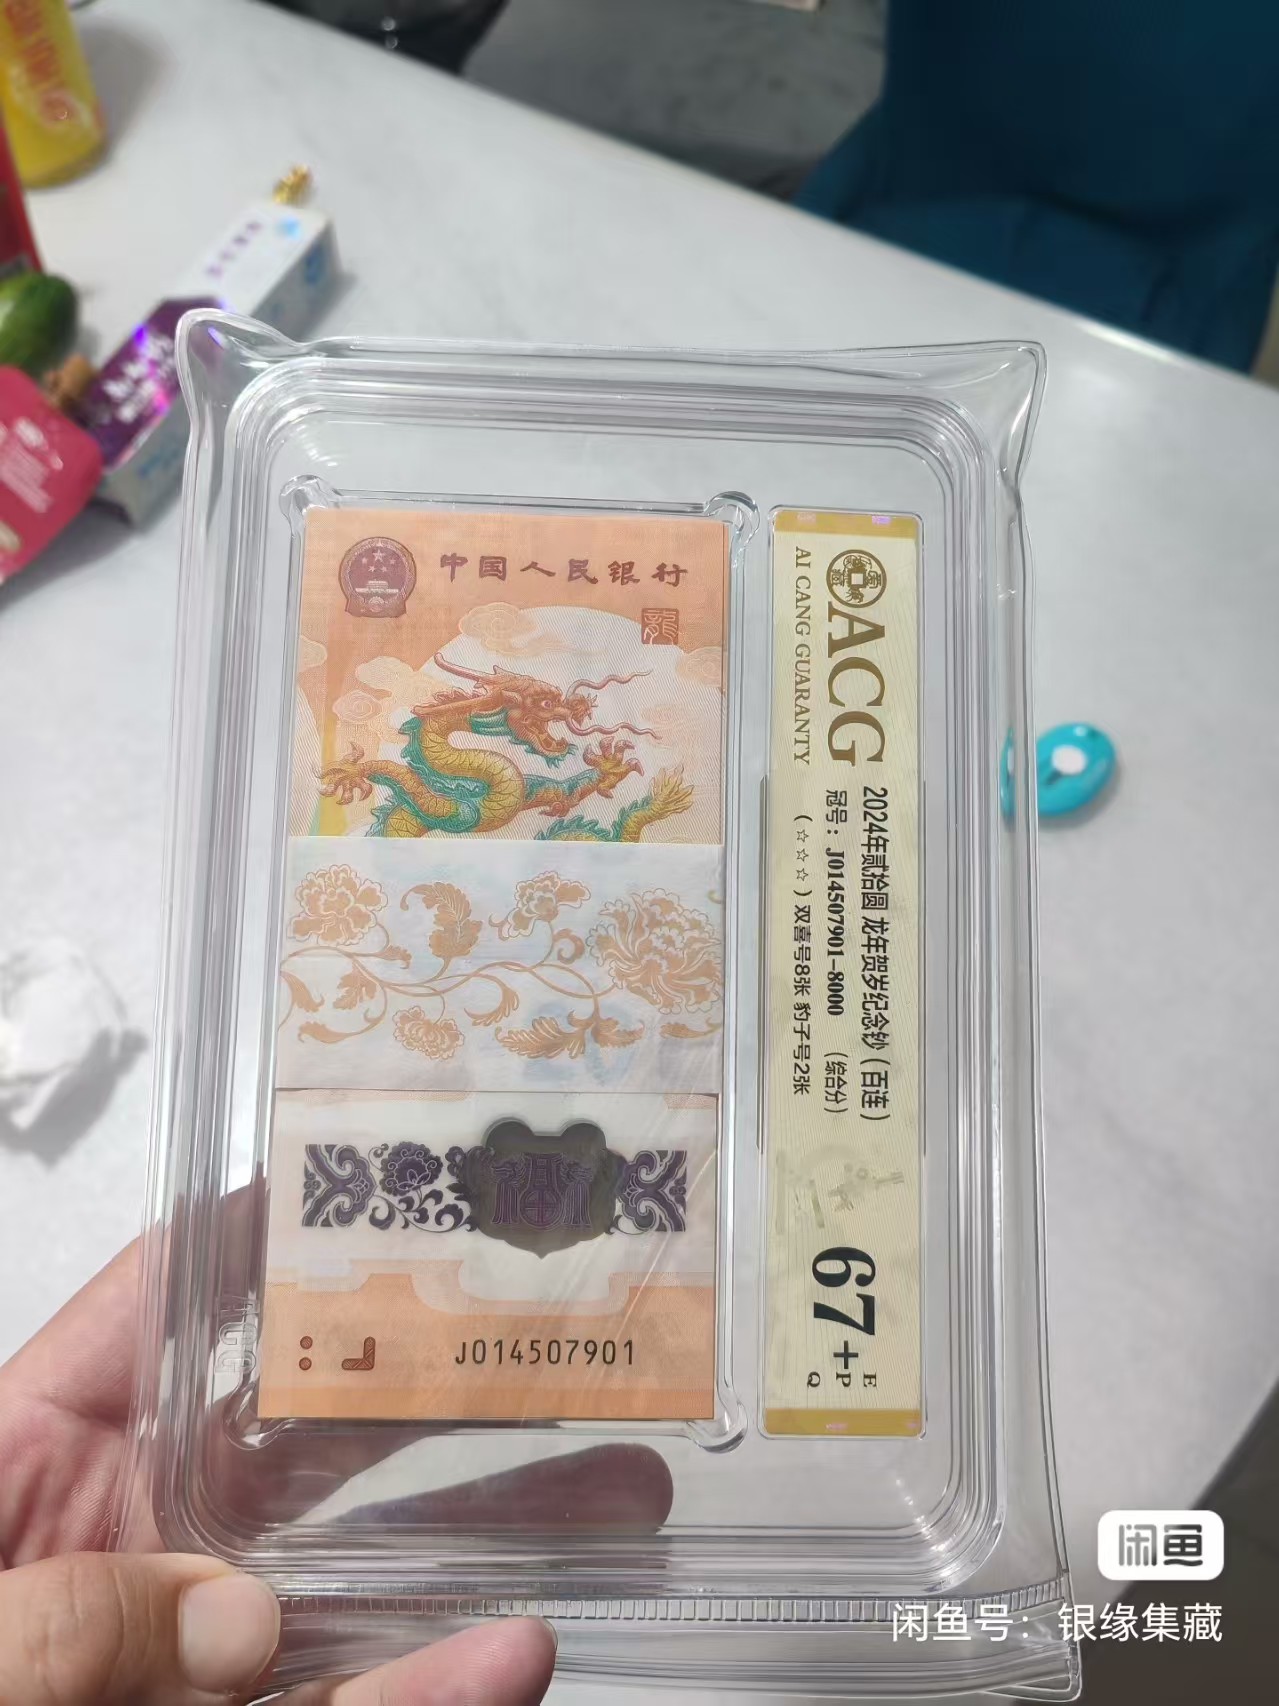 中国人民银行
龍
J014507901
ACG
AI CANG GUARANTY
2024年贰拾圆 龙年贺岁纪念钞（百连）
冠号：J014507901-8000 （综合分）
（☆☆☆）双喜号8张 豹子号2张
67+
E
P
Q
闲鱼
闲鱼号：银缘集藏